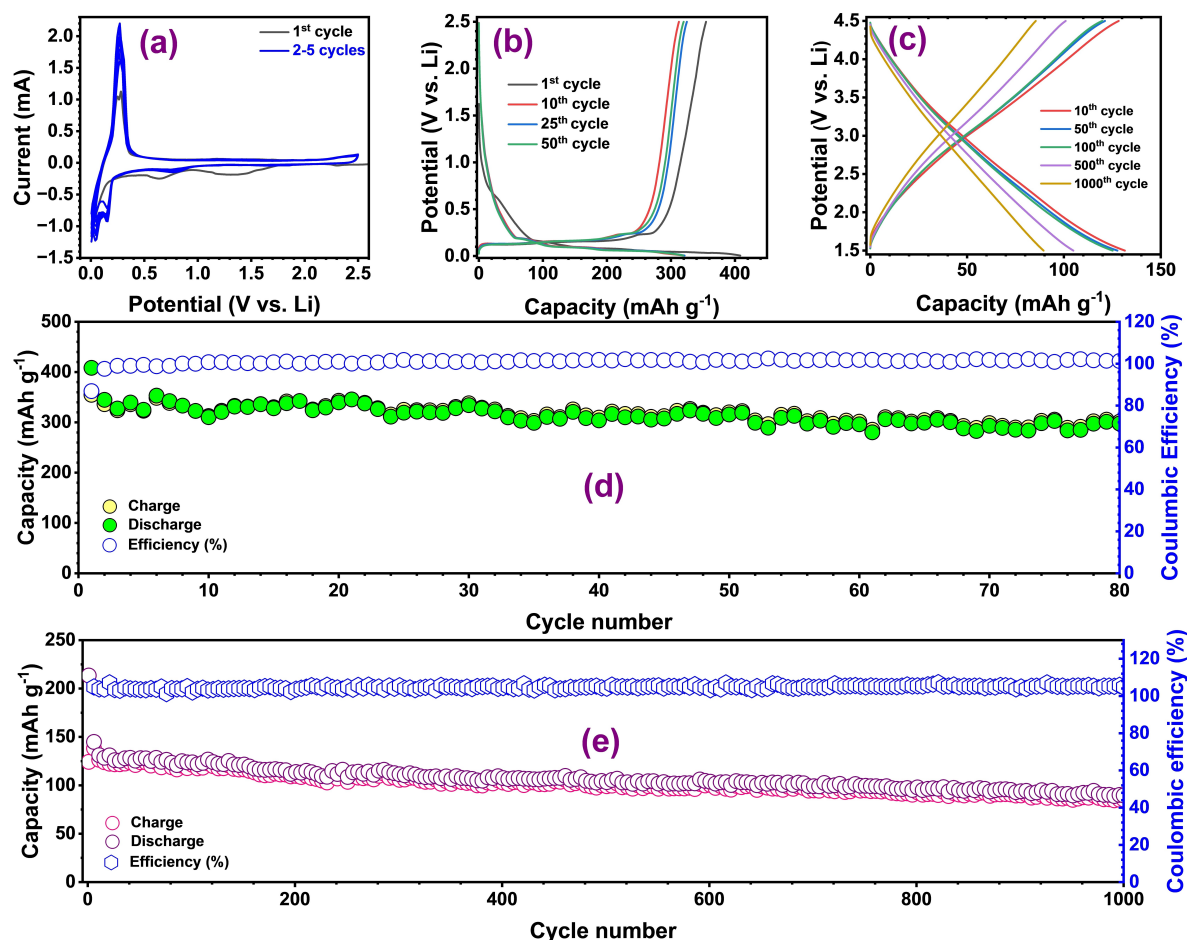 (a)
1st cycle
2-5 cycles
Current (mA)
2.0
1.5
1.0
0.5
0.0
−0.5
−1.0
−1.5
0.0 0.5 1.0 1.5 2.0 2.5
Potential (V vs. Li)
(b)
1st cycle
10th cycle
25th cycle
50th cycle
Potential (V vs. Li)
2.5
2.0
1.5
1.0
0.5
0.0
0 100 200 300 400
Capacity (mAh g-1)
(c)
10th cycle
50th cycle
100th cycle
500th cycle
1000th cycle
Potential (V vs. Li)
4.5
4.0
3.5
3.0
2.5
2.0
1.5
0 50 100 150
Capacity (mAh g-1)
(d)
Capacity (mAh g-1)
500
400
300
200
100
0
Charge
Discharge
Efficiency (%)
0 10 20 30 40 50 60 70 80
Cycle number
120
100
80
60
40
20
0
Coulumbic Efficiency (%)
(e)
Capacity (mAh g-1)
250
200
150
100
50
0
Charge
Discharge
Efficiency (%)
0 200 400 600 800 1000
Cycle number
120
100
80
60
40
20
0
Coulombic efficiency (%)